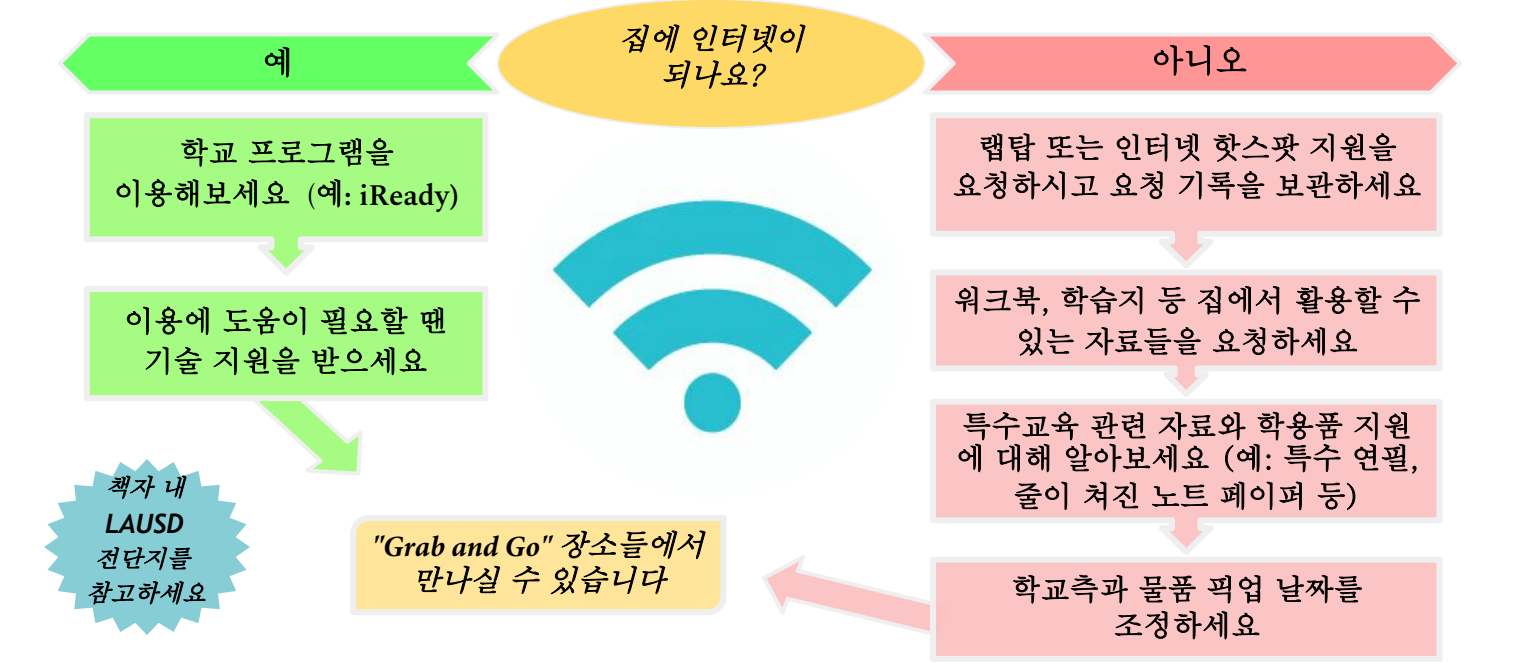 집에 인터넷이
되나요?
예
학교 프로그램을
이용해보세요 (예: iReady)
이용에 도움이 필요할 땐
기술 지원을 받으세요
아니오
랩탑 또는 인터넷 핫스팟 지원을
요청하시고 요청 기록을 보관하세요
워크북, 학습지 등 집에서 활용할 수
있는 자료들을 요청하세요
특수교육 관련 자료와 학용품 지원
에 대해 알아보세요 (예: 특수 연필,
줄이 쳐진 노트 페이퍼 등)
학교측과 물품 픽업 날짜를
조정하세요
"Grab and Go" 장소들에서
만나실 수 있습니다
책자 내
LAUSD
전단지를
참고하세요